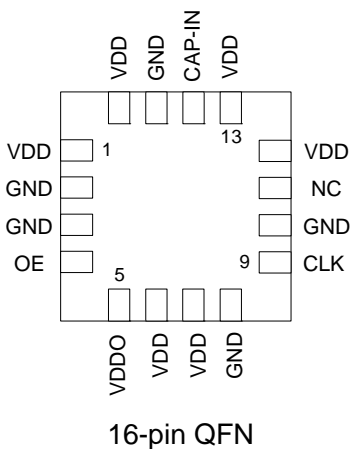 VDD
GND
CAP-IN
VDD
13
VDD
1
VDD
GND
NC
GND
GND
OE
5
9
CLK
VDDO
VDD
VDD
GND
16-pin QFN